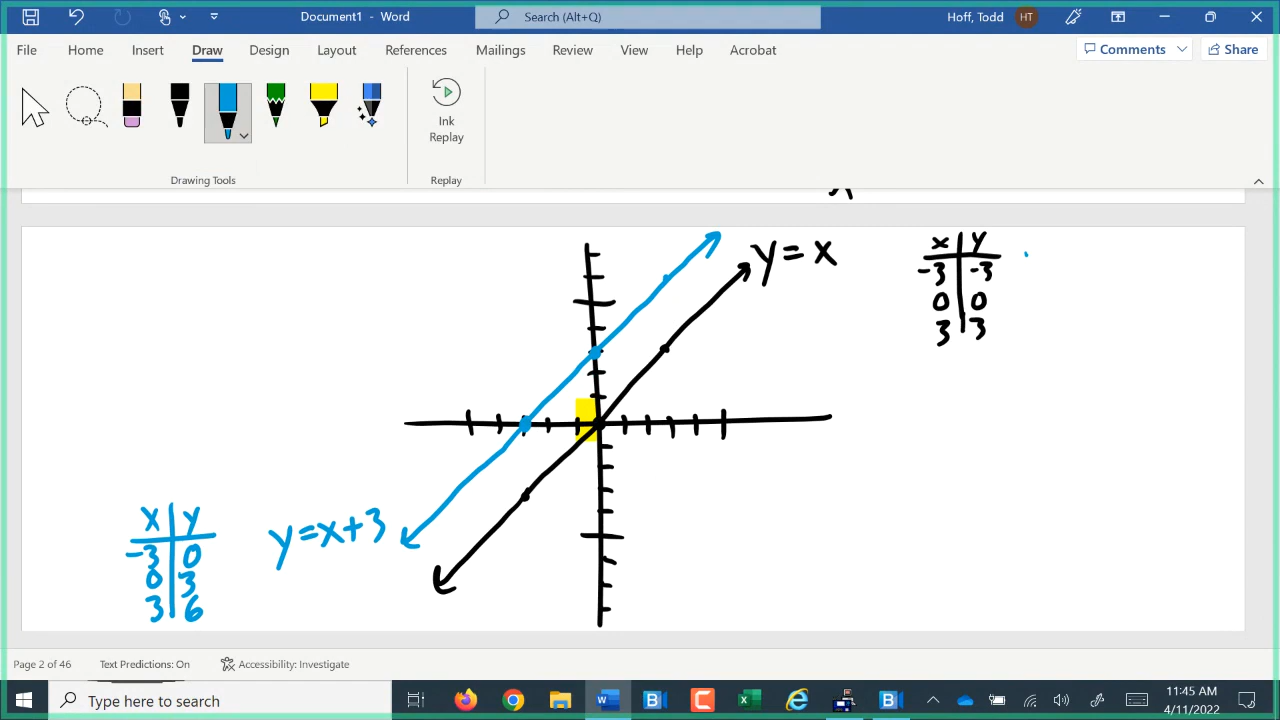 Document1 - Word
Search (Alt+Q)
Hoff, Todd
HT
File Home Insert Draw Design Layout References Mailings Review View Help Acrobat
Comments
Share
Ink
Replay
Drawing Tools
Replay
y = x
x y
-3 -3
0 0
3 3
y=x+3
x y
-3 0
0 3
3 6
Page 2 of 46
Text Predictions: On
Accessibility: Investigate
Type here to search
11:45 AM
4/11/2022